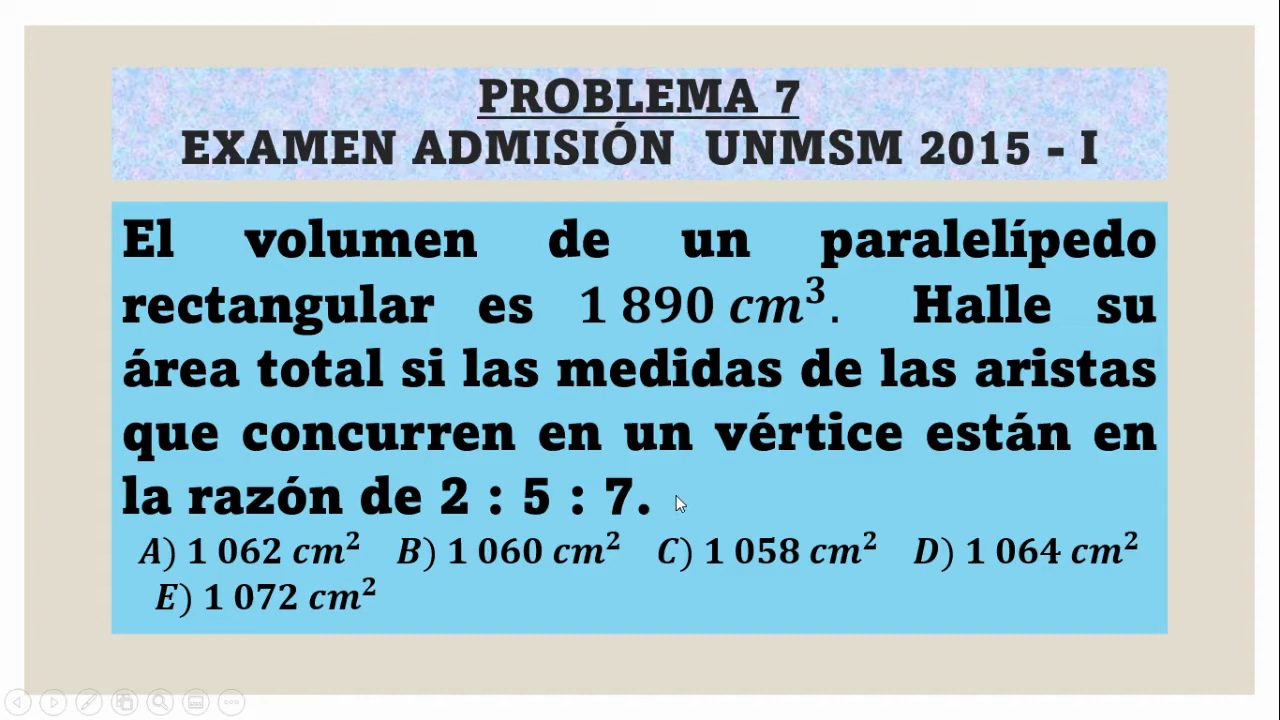 PROBLEMA 7
EXAMEN ADMISIÓN UNMSM 2015 - I
El volumen de un paralelípedo
rectangular es 1 890 cm³. Halle su
área total si las medidas de las aristas
que concurren en un vértice están en
la razón de 2 : 5 : 7.
A) 1 062 cm² B) 1 060 cm² C) 1 058 cm² D) 1 064 cm²
E) 1 072 cm²